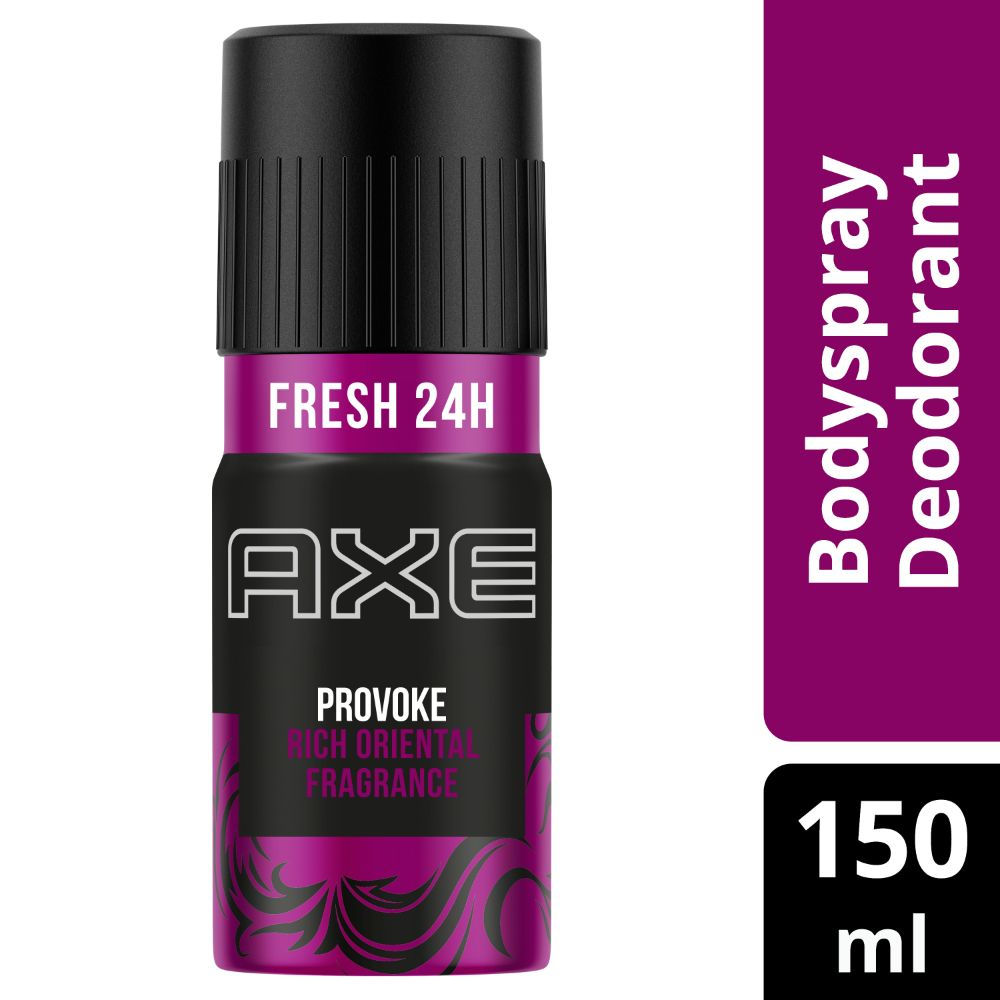 FRESH 24H
AXE
PROVOKE
RICH ORIENTAL
FRAGRANCE
Bodyspray
Deodorant
150
ml